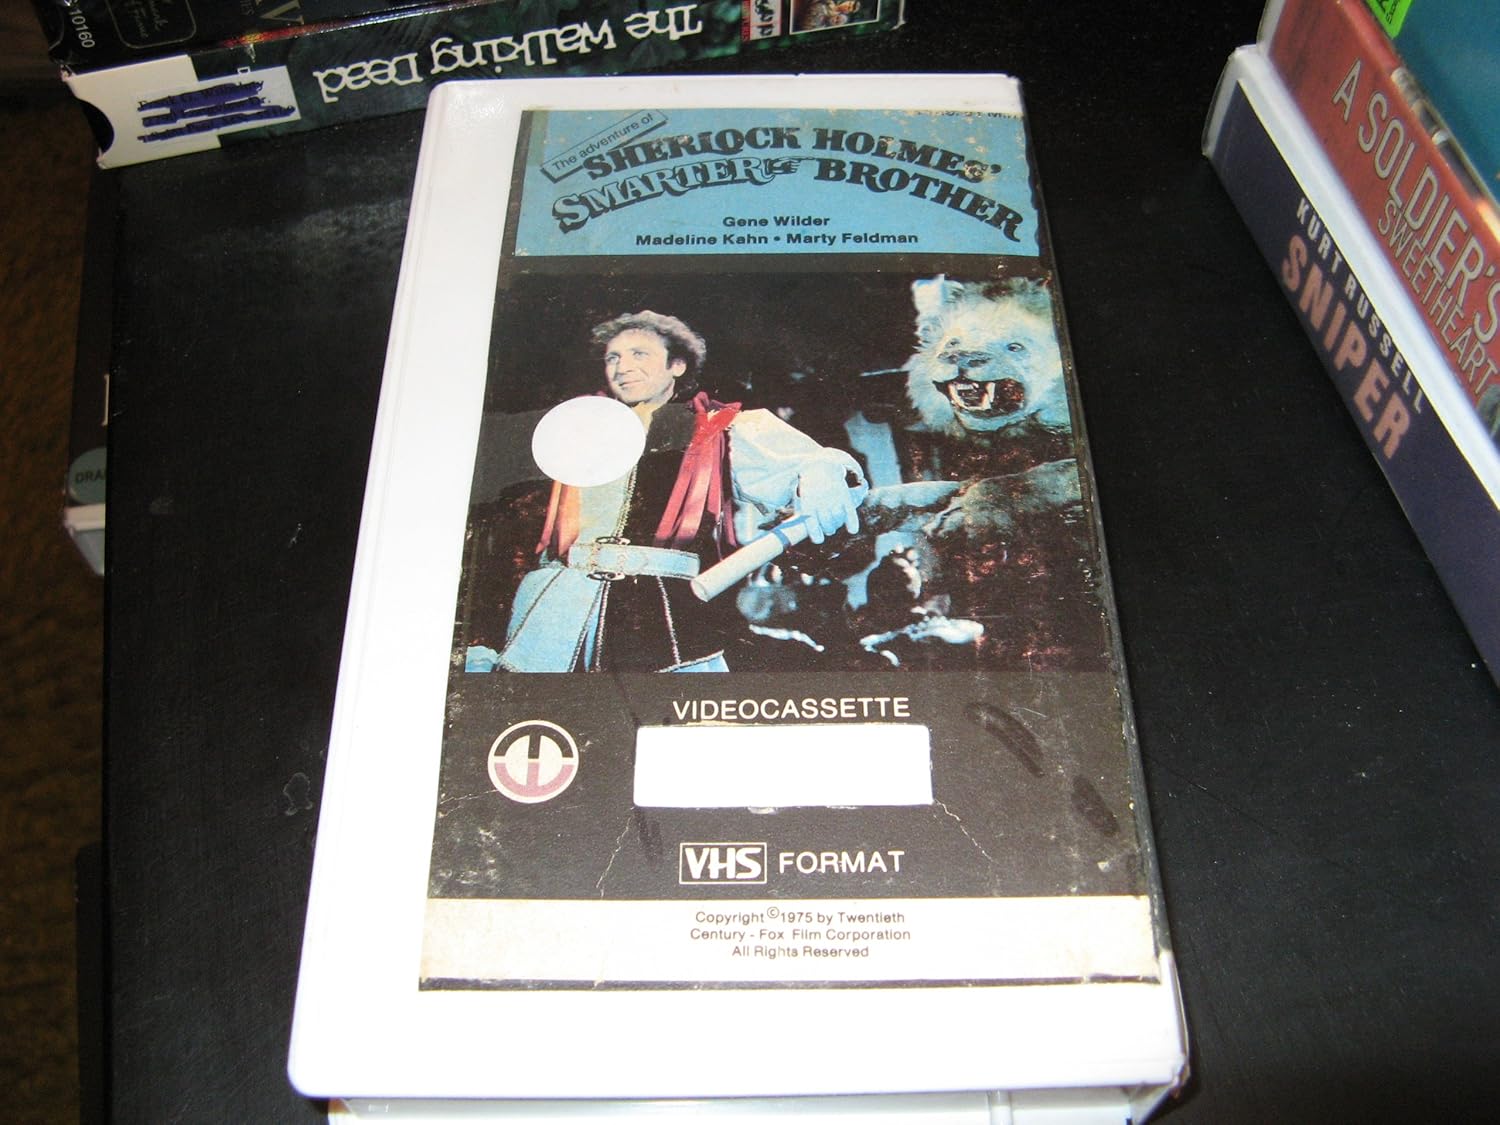 10160
The Walking Dead
The adventure of
SHERLOCK HOLMES'
SMARTER BROTHER
Gene Wilder
Madeline Kahn • Marty Feldman
VIDEOCASSETTE
VHS FORMAT
Copyright ©1975 by Twentieth
Century - Fox Film Corporation
All Rights Reserved
A SOLDIER'S
SWEETHEART
KURT RUSSELL
SNIPER